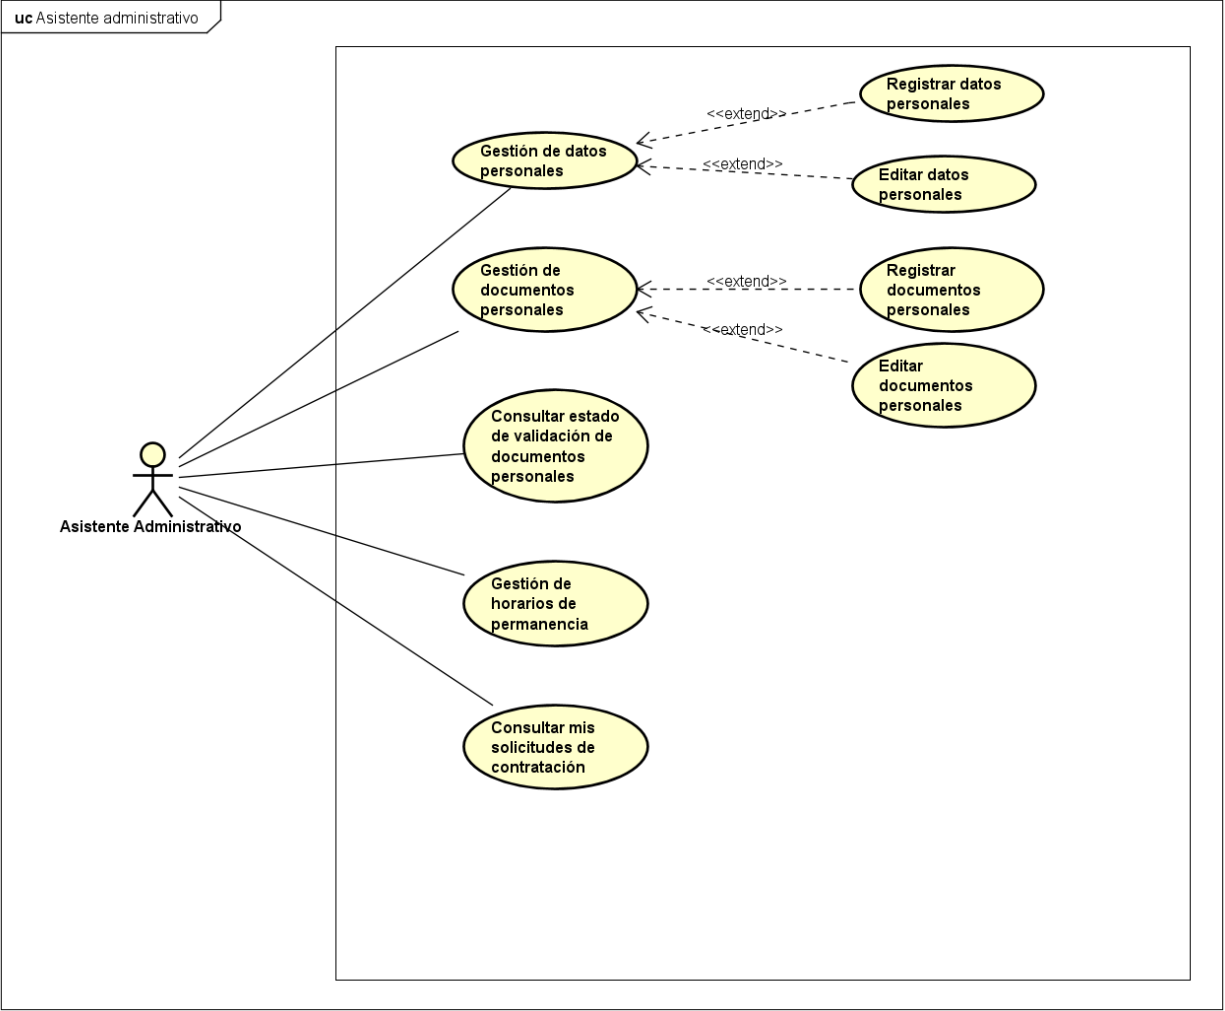 uc Asistente administrativo
Registrar datos
personales
<<extend>>
Gestión de datos
personales
<<extend>>
Editar datos
personales
Gestión de
documentos
personales
<<extend>>
Registrar
documentos
personales
<<extend>>
Editar
documentos
personales
Consultar estado
de validación de
documentos
personales
Asistente Administrativo
Gestión de
horarios de
permanencia
Consultar mis
solicitudes de
contratación